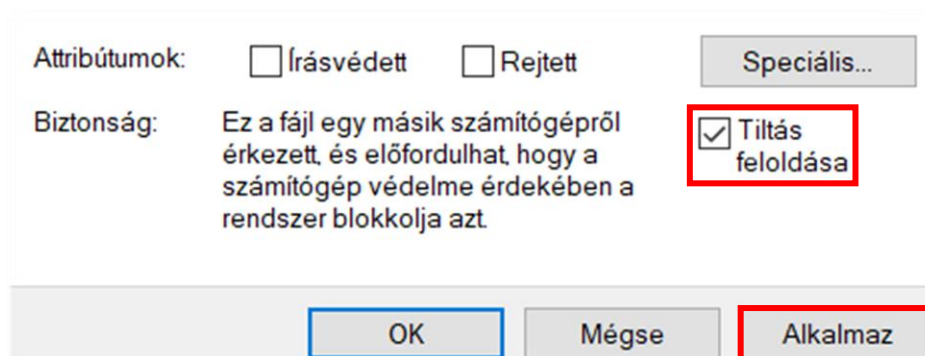 Attribútumok: Írásvédett Rejtett Speciális...
Biztonság: Ez a fájl egy másik számítógépről Tiltás
érkezett, és előfordulhat, hogy a feloldása
számítógép védelme érdekében a
rendszer blokkolja azt.
OK Mégse Alkalmaz